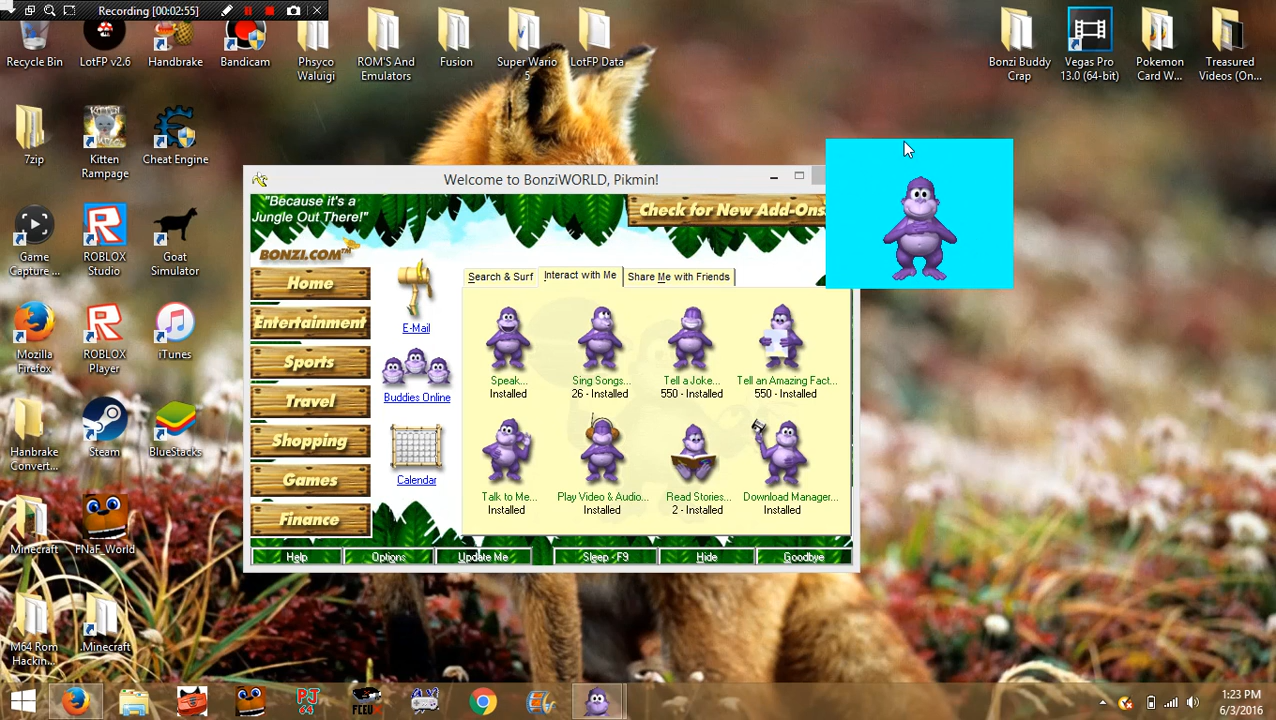 Recording [00:02:55]
Recycle Bin
LotFP v2.6
Handbrake
Bandicam
Phsyco
Waluigi
ROM'S And
Emulators
Fusion
Super Wario
5
LotFP Data
Bonzi Buddy
Crap
Vegas Pro
13.0 (64-bit)
Pokemon
Card W...
Treasured
Videos (On...
7zip
Kitten
Rampage
Cheat Engine
Game
Capture ...
ROBLOX
Studio
Goat
Simulator
Mozilla
Firefox
ROBLOX
Player
iTunes
Hanbrake
Convert...
Steam
BlueStacks
Minecraft
FNaF_World
M64 Rom
Hackin...
.Minecraft
Welcome to BonziWORLD, Pikmin!
"Because it's a
Jungle Out There!"
BONZI.COM™
Check for New Add-Ons
Home
Entertainment
Sports
Travel
Shopping
Games
Finance
E-Mail
Buddies Online
Calendar
Search & Surf
Interact with Me
Share Me with Friends
Speak...
Installed
Sing Songs...
26 - Installed
Tell a Joke...
550 - Installed
Tell an Amazing Fact...
550 - Installed
Talk to Me...
Installed
Play Video & Audio...
Installed
Read Stories...
2 - Installed
Download Manager...
Installed
Help
Options
Update Me
Sleep - F9
Hide
Goodbye
PJ
64
FCEUX
1:23 PM
6/3/2016